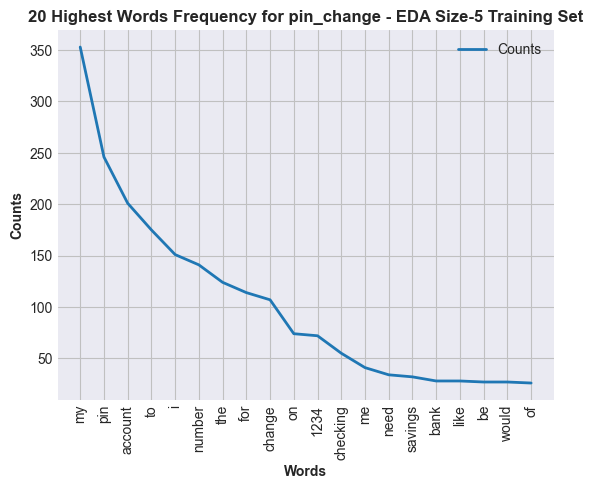 20 Highest Words Frequency for pin_change - EDA Size-5 Training Set
Counts
350
300
250
200
150
100
50
Counts
my
pin
account
to
i
number
the
for
change
on
1234
checking
me
need
savings
bank
like
be
would
of
Words